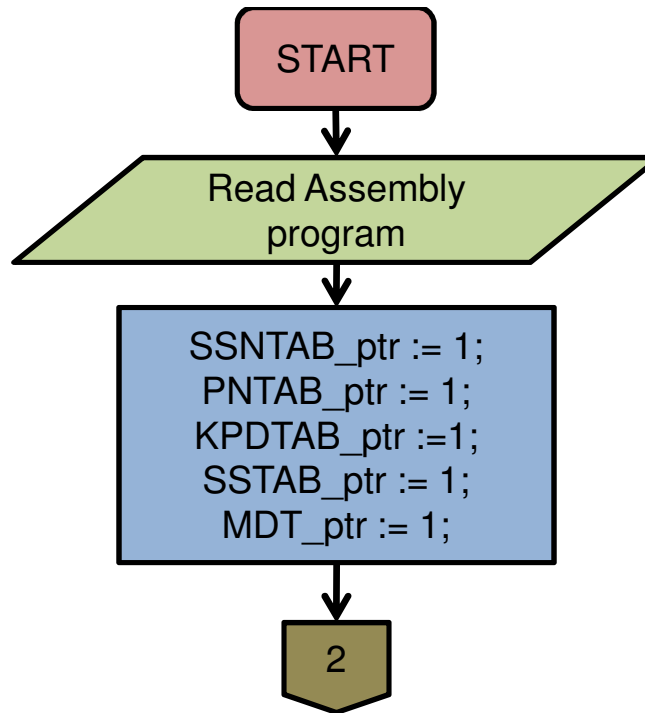 START
Read Assembly
program
SSNTAB_ptr := 1;
PNTAB_ptr := 1;
KPDTAB_ptr :=1;
SSTAB_ptr := 1;
MDT_ptr := 1;
2